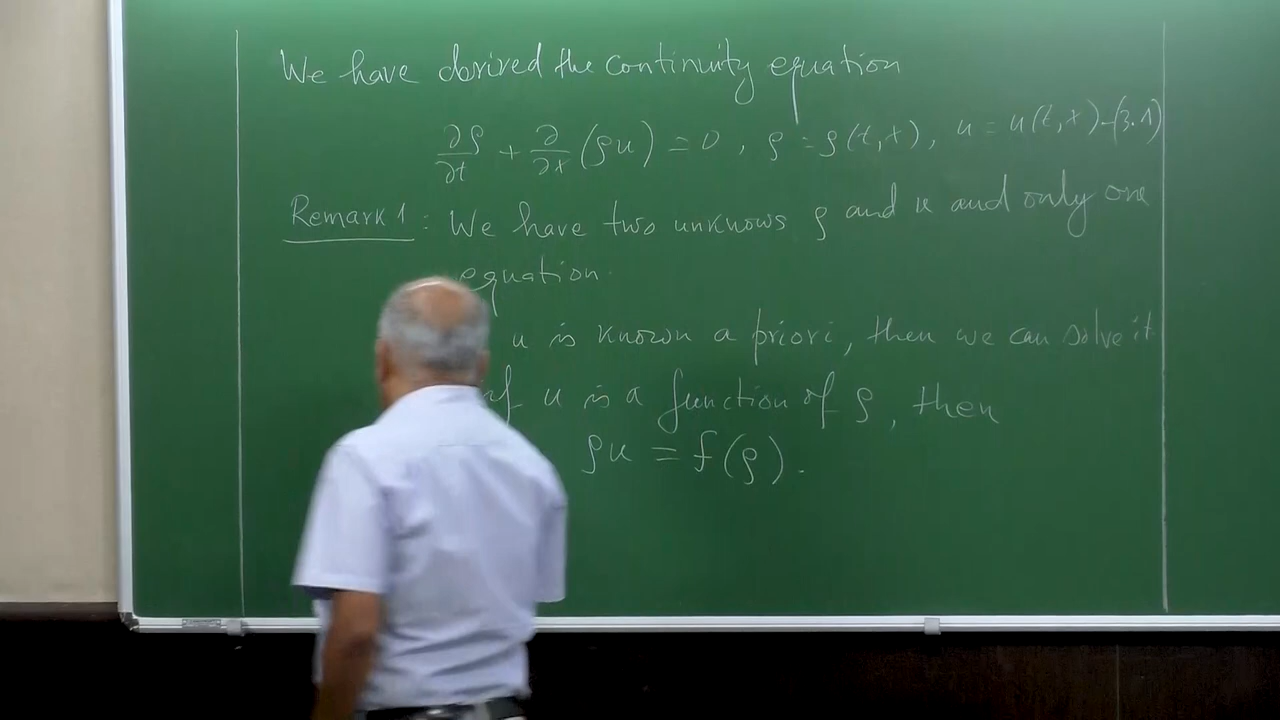 We have derived the continuity equation
∂ρ/∂t + ∂/∂x (ρu) = 0 , ρ = ρ(t,x), u = u(t,x) –(3.1)
Remark 1 : We have two unknows ρ and u and only one
equation.
u is known a priori, then we can solve it
if u is a function of ρ, then
ρu = f(ρ).